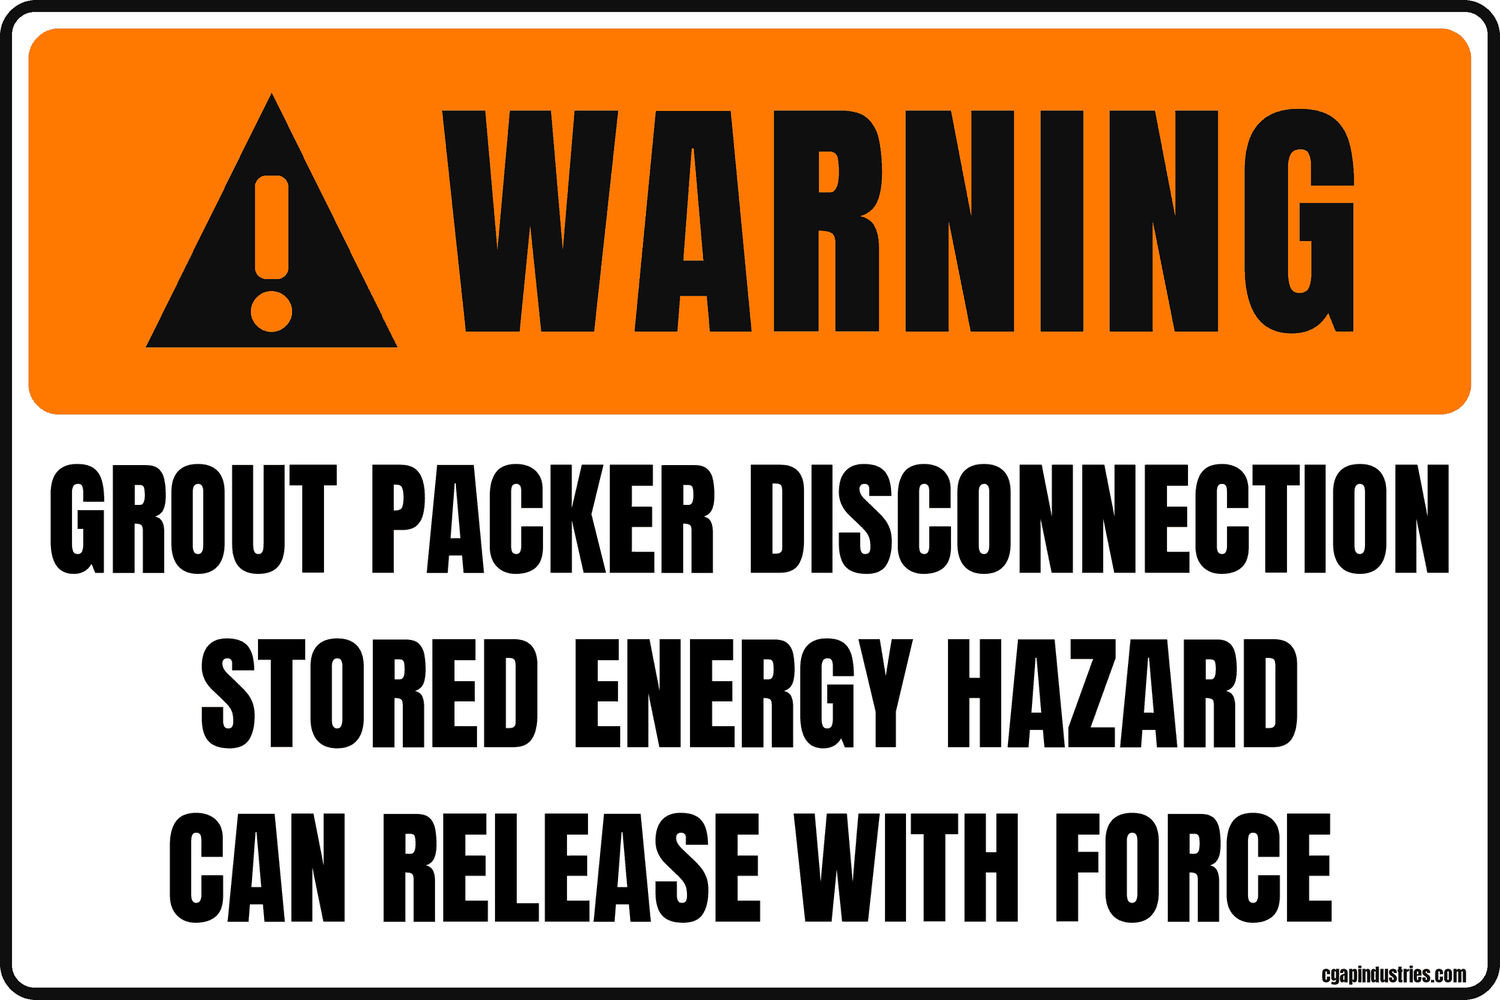 WARNING
GROUT PACKER DISCONNECTION
STORED ENERGY HAZARD
CAN RELEASE WITH FORCE
cgapindustries.com